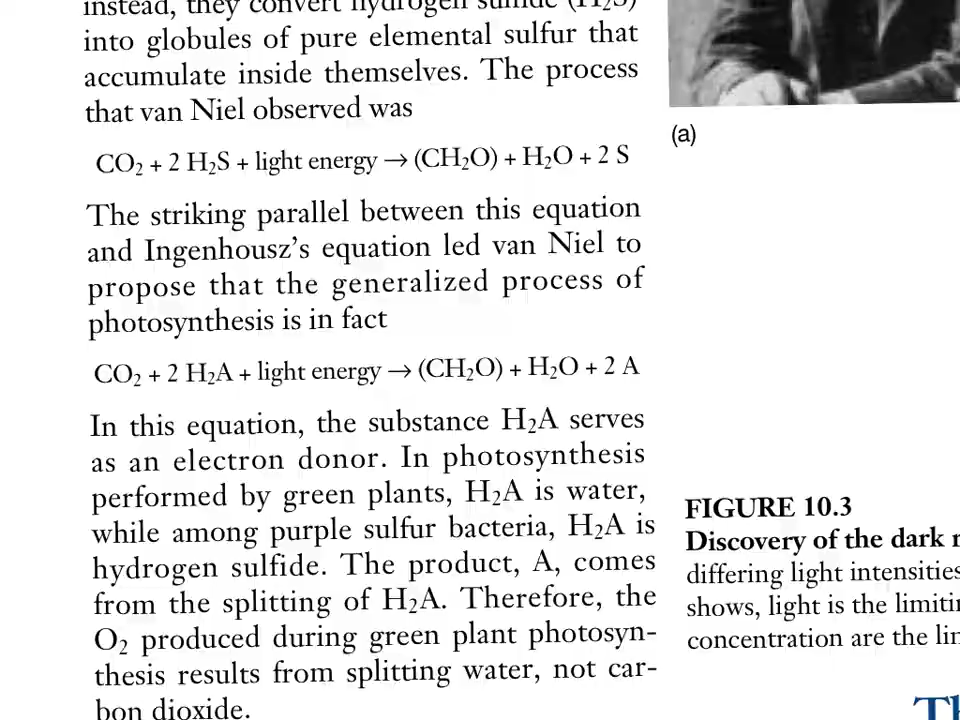 instead, they convert hydrogen sulfide (H₂S)
into globules of pure elemental sulfur that
accumulate inside themselves. The process
that van Niel observed was
CO₂ + 2 H₂S + light energy → (CH₂O) + H₂O + 2 S
The striking parallel between this equation
and Ingenhousz's equation led van Niel to
propose that the generalized process of
photosynthesis is in fact
CO₂ + 2 H₂A + light energy → (CH₂O) + H₂O + 2 A
In this equation, the substance H₂A serves
as an electron donor. In photosynthesis
performed by green plants, H₂A is water,
while among purple sulfur bacteria, H₂A is
hydrogen sulfide. The product, A, comes
from the splitting of H₂A. Therefore, the
O₂ produced during green plant photosyn-
thesis results from splitting water, not car-
bon dioxide.
(a)
FIGURE 10.3
Discovery of the dark r
differing light intensities
shows, light is the limitin
concentration are the lin
Th